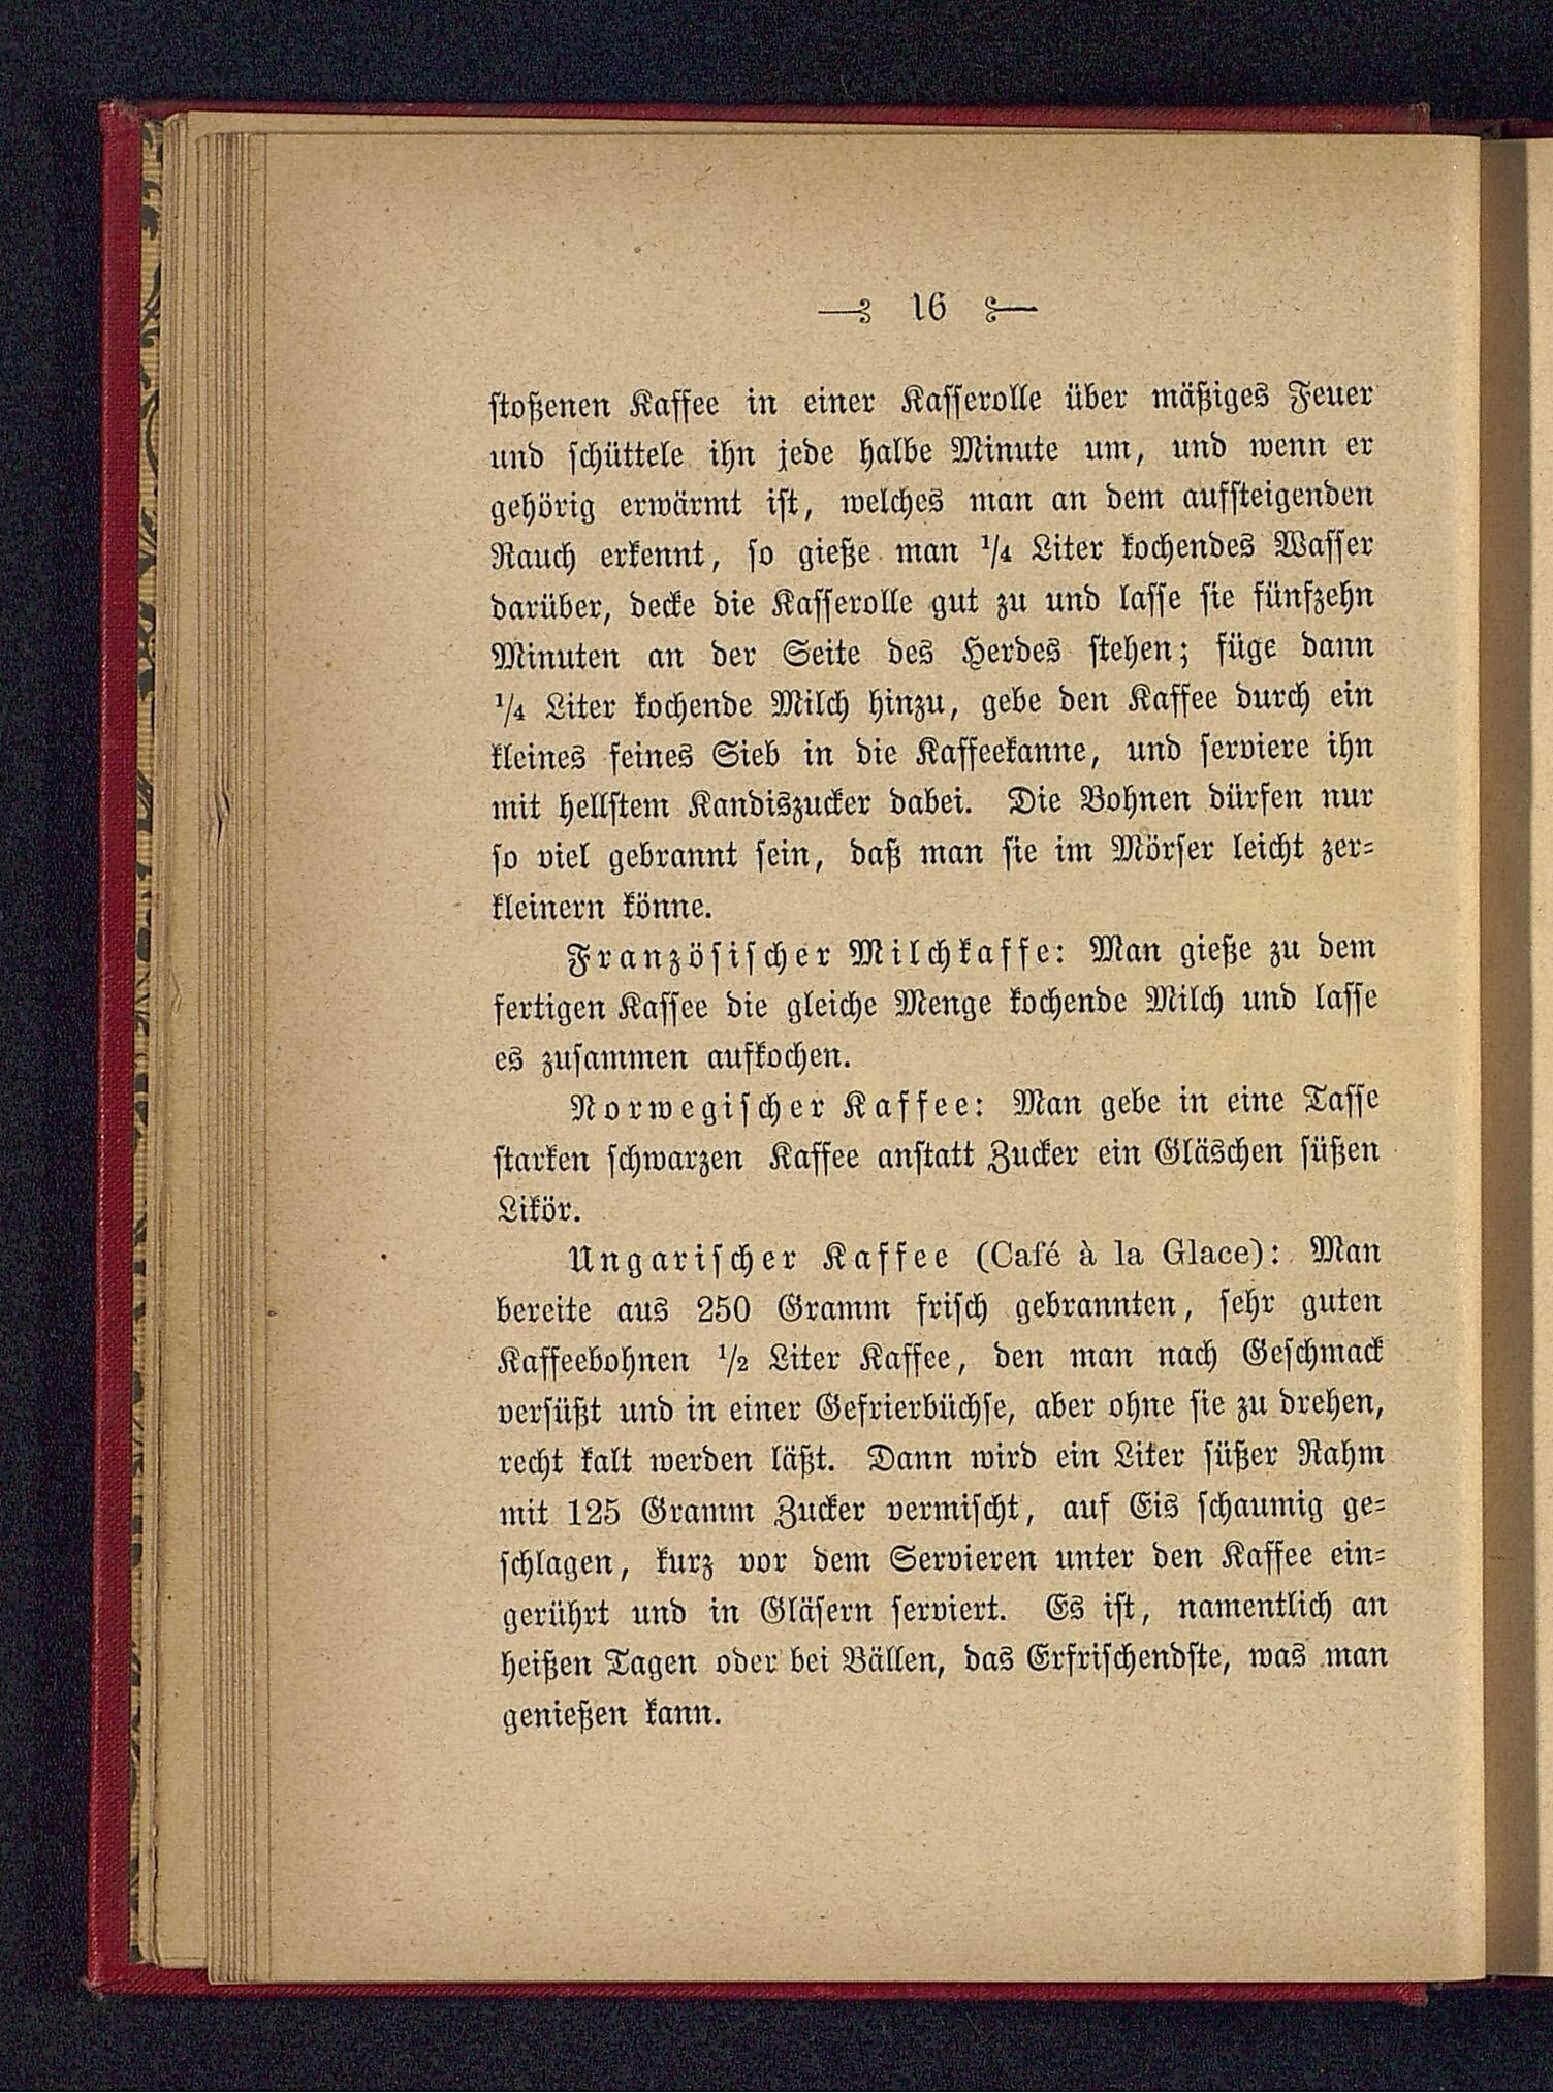 16
stoßenen Kaffee in einer Kasserolle über mäßiges Feuer
und schüttele ihn jede halbe Minute um, und wenn er
gehörig erwärmt ist, welches man an dem aufsteigenden
Rauch erkennt, so gieße man 1/4 Liter kochendes Wasser
darüber, decke die Kasserolle gut zu und lasse sie fünfzehn
Minuten an der Seite des Herdes stehen; füge dann
1/4 Liter kochende Milch hinzu, gebe den Kaffee durch ein
kleines feines Sieb in die Kaffeekanne, und serviere ihn
mit hellstem Kandiszucker dabei. Die Bohnen dürfen nur
so viel gebrannt sein, daß man sie im Mörser leicht zer-
kleinern könne.
Französischer Milchkaffe: Man gieße zu dem
fertigen Kaffee die gleiche Menge kochende Milch und lasse
es zusammen aufkochen.
Norwegischer Kaffee: Man gebe in eine Tasse
starken schwarzen Kaffee anstatt Zucker ein Gläschen süßen
Likör.
Ungarischer Kaffee (Café à la Glace): Man
bereite aus 250 Gramm frisch gebrannten, sehr guten
Kaffeebohnen 1/2 Liter Kaffee, den man nach Geschmack
versüßt und in einer Gefrierbüchse, aber ohne sie zu drehen,
recht kalt werden läßt. Dann wird ein Liter süßer Rahm
mit 125 Gramm Zucker vermischt, auf Eis schaumig ge-
schlagen, kurz vor dem Servieren unter den Kaffee ein-
gerührt und in Gläsern serviert. Es ist, namentlich an
heißen Tagen oder bei Bällen, das Erfrischendste, was man
genießen kann.